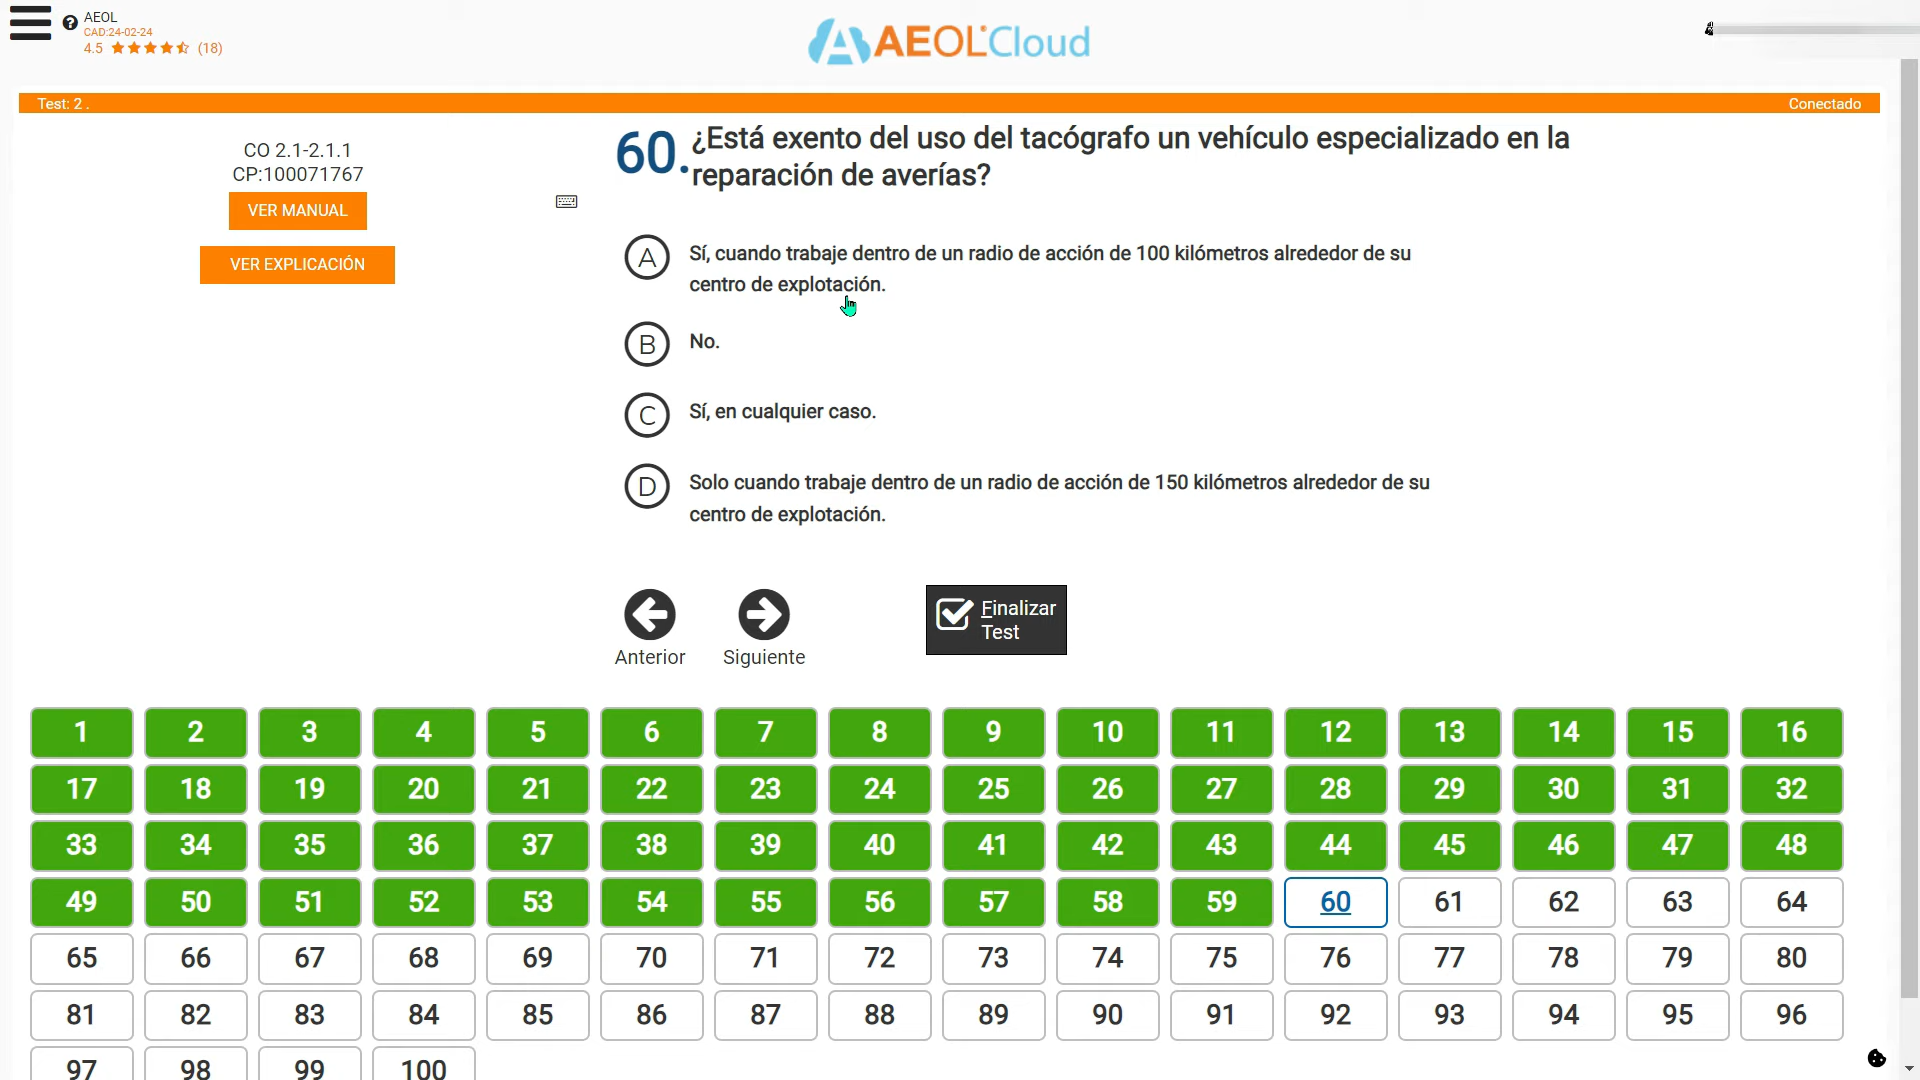 AEOL
CAD:24-02-24
4.5 (18)
AEOL Cloud
Test: 2 .
Conectado
CO 2.1-2.1.1
CP:100071767
VER MANUAL
VER EXPLICACIÓN
60. ¿Está exento del uso del tacógrafo un vehículo especializado en la
reparación de averías?
A Sí, cuando trabaje dentro de un radio de acción de 100 kilómetros alrededor de su
centro de explotación.
B No.
C Sí, en cualquier caso.
D Solo cuando trabaje dentro de un radio de acción de 150 kilómetros alrededor de su
centro de explotación.
Anterior
Siguiente
Finalizar
Test
1 2 3 4 5 6 7 8 9 10 11 12 13 14 15 16
17 18 19 20 21 22 23 24 25 26 27 28 29 30 31 32
33 34 35 36 37 38 39 40 41 42 43 44 45 46 47 48
49 50 51 52 53 54 55 56 57 58 59 60 61 62 63 64
65 66 67 68 69 70 71 72 73 74 75 76 77 78 79 80
81 82 83 84 85 86 87 88 89 90 91 92 93 94 95 96
97 98 99 100